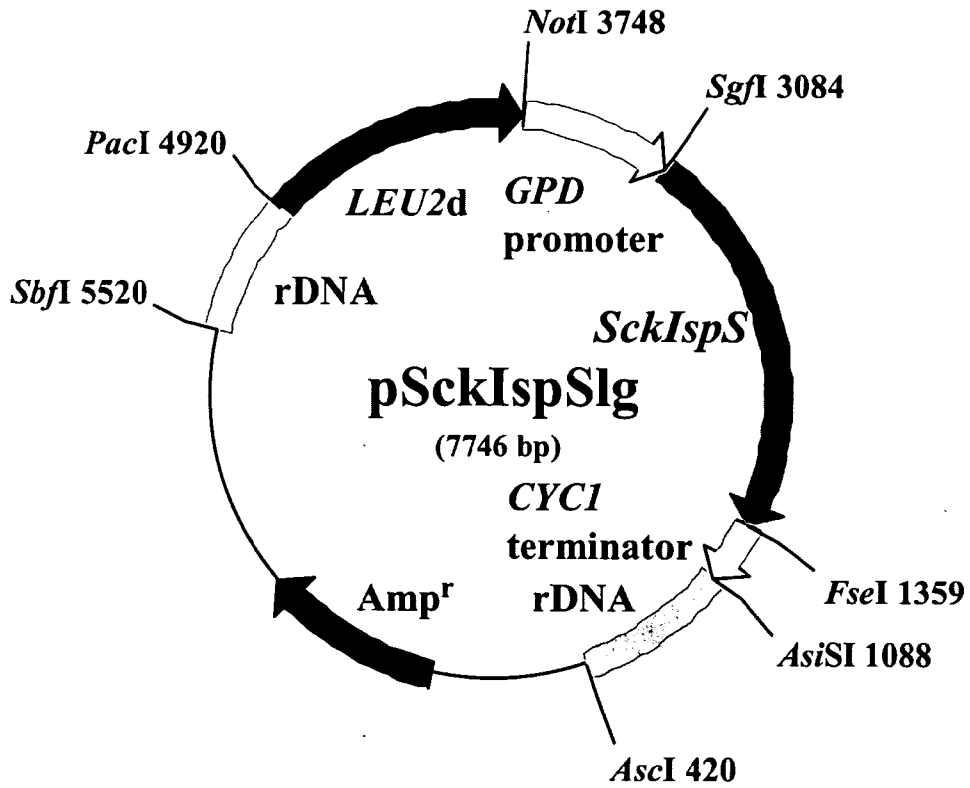 NotI 3748
SgfI 3084
PacI 4920
LEU2d
GPD
promoter
SbfI 5520
rDNA
SckIspS
pSckIspSlg
(7746 bp)
CYC1
terminator
rDNA
Ampr
FseI 1359
AsiSI 1088
AscI 420